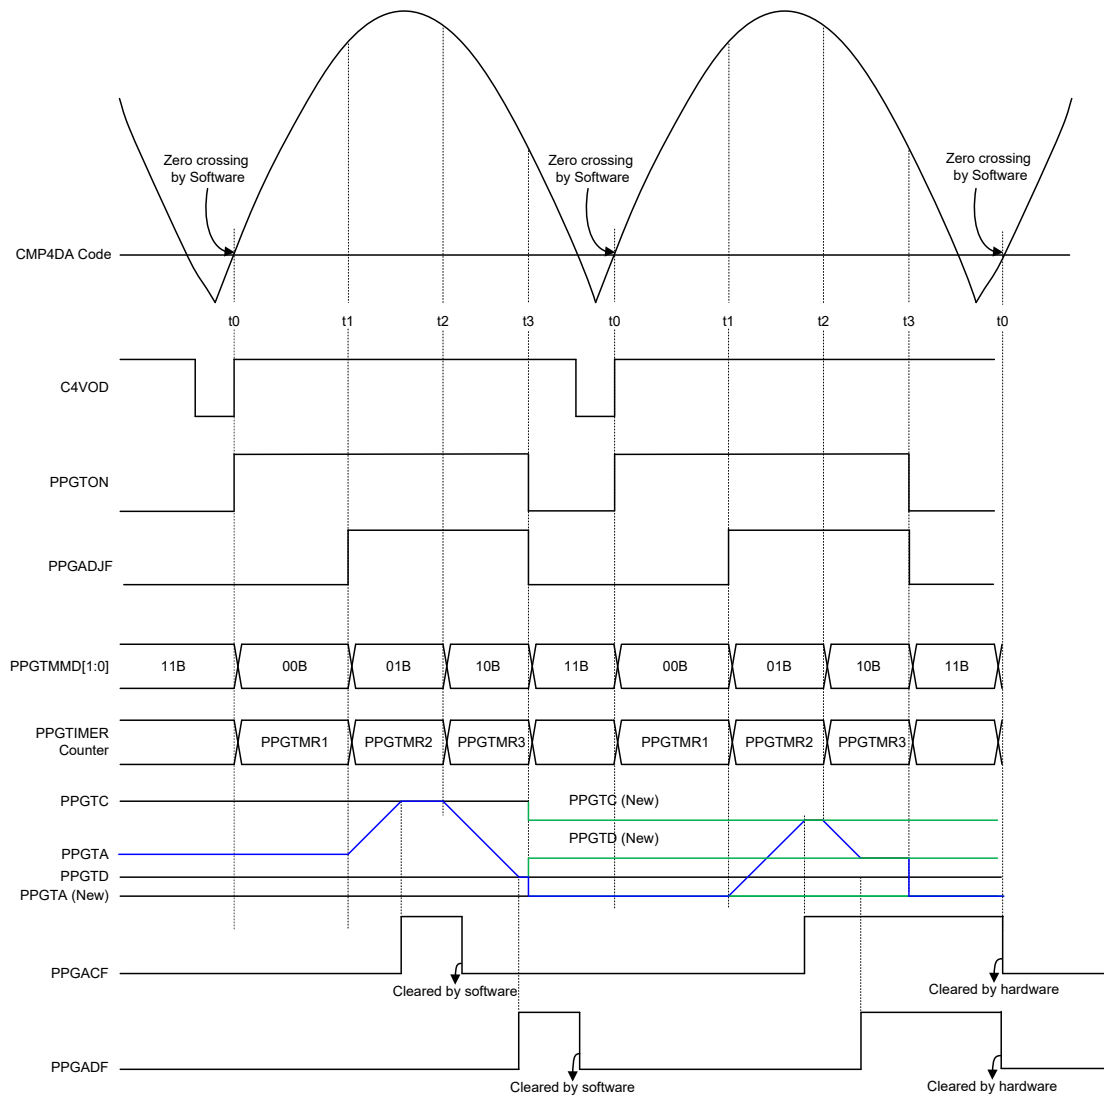 Zero crossing
by Software
Zero crossing
by Software
Zero crossing
by Software
CMP4DA Code
t0 t1 t2 t3 t0 t1 t2 t3 t0
C4VOD
PPGTON
PPGADJF
PPGTMMD[1:0] 11B 00B 01B 10B 11B 00B 01B 10B 11B
PPGTIMER
Counter
PPGTMR1 PPGTMR2 PPGTMR3 PPGTMR1 PPGTMR2 PPGTMR3
PPGTC
PPGTC (New)
PPGTD (New)
PPGTA
PPGTD
PPGTA (New)
PPGACF
Cleared by software
Cleared by hardware
PPGADF
Cleared by software
Cleared by hardware